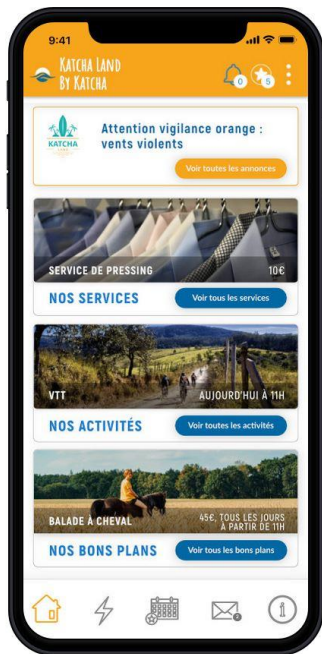 9:41
Katcha Land
By Katcha
0
5
KATCHA
LAND
Attention vigilance orange :
vents violents
Voir toutes les annonces
SERVICE DE PRESSING
10€
NOS SERVICES
Voir tous les services
VTT
AUJOURD'HUI À 11H
NOS ACTIVITÉS
Voir toutes les activités
BALADE À CHEVAL
45€, TOUS LES JOURS
À PARTIR DE 11H
NOS BONS PLANS
Voir tous les bons plans